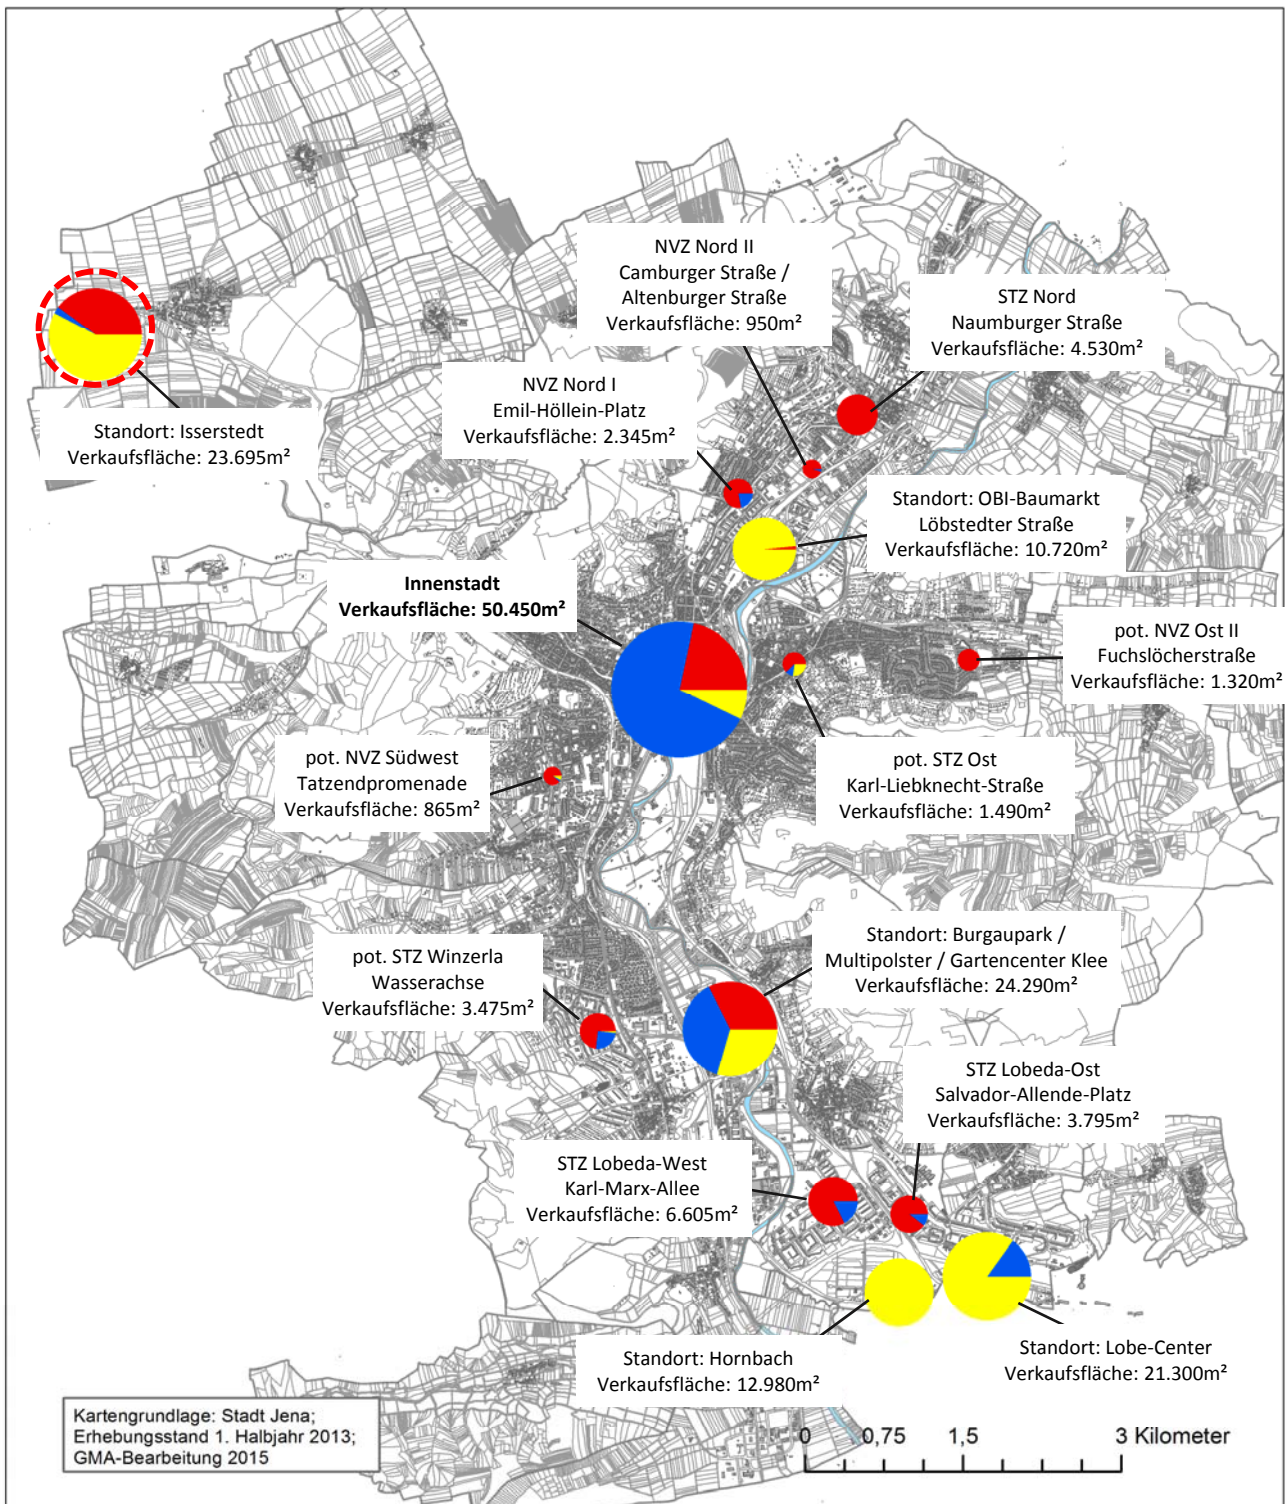 NVZ Nord II
Camburger Straße /
Altenburger Straße
Verkaufsfläche: 950m²
STZ Nord
Naumburger Straße
Verkaufsfläche: 4.530m²
NVZ Nord I
Emil-Höllein-Platz
Verkaufsfläche: 2.345m²
Standort: Isserstedt
Verkaufsfläche: 23.695m²
Standort: OBI-Baumarkt
Löbstedter Straße
Verkaufsfläche: 10.720m²
Innenstadt
Verkaufsfläche: 50.450m²
pot. NVZ Ost II
Fuchslöcherstraße
Verkaufsfläche: 1.320m²
pot. NVZ Südwest
Tatzendpromenade
Verkaufsfläche: 865m²
pot. STZ Ost
Karl-Liebknecht-Straße
Verkaufsfläche: 1.490m²
pot. STZ Winzerla
Wasserachse
Verkaufsfläche: 3.475m²
Standort: Burgaupark /
Multipolster / Gartencenter Klee
Verkaufsfläche: 24.290m²
STZ Lobeda-Ost
Salvador-Allende-Platz
Verkaufsfläche: 3.795m²
STZ Lobeda-West
Karl-Marx-Allee
Verkaufsfläche: 6.605m²
Standort: Hornbach
Verkaufsfläche: 12.980m²
Standort: Lobe-Center
Verkaufsfläche: 21.300m²
Kartengrundlage: Stadt Jena;
Erhebungsstand 1. Halbjahr 2013;
GMA-Bearbeitung 2015
0 0,75 1,5 3 Kilometer